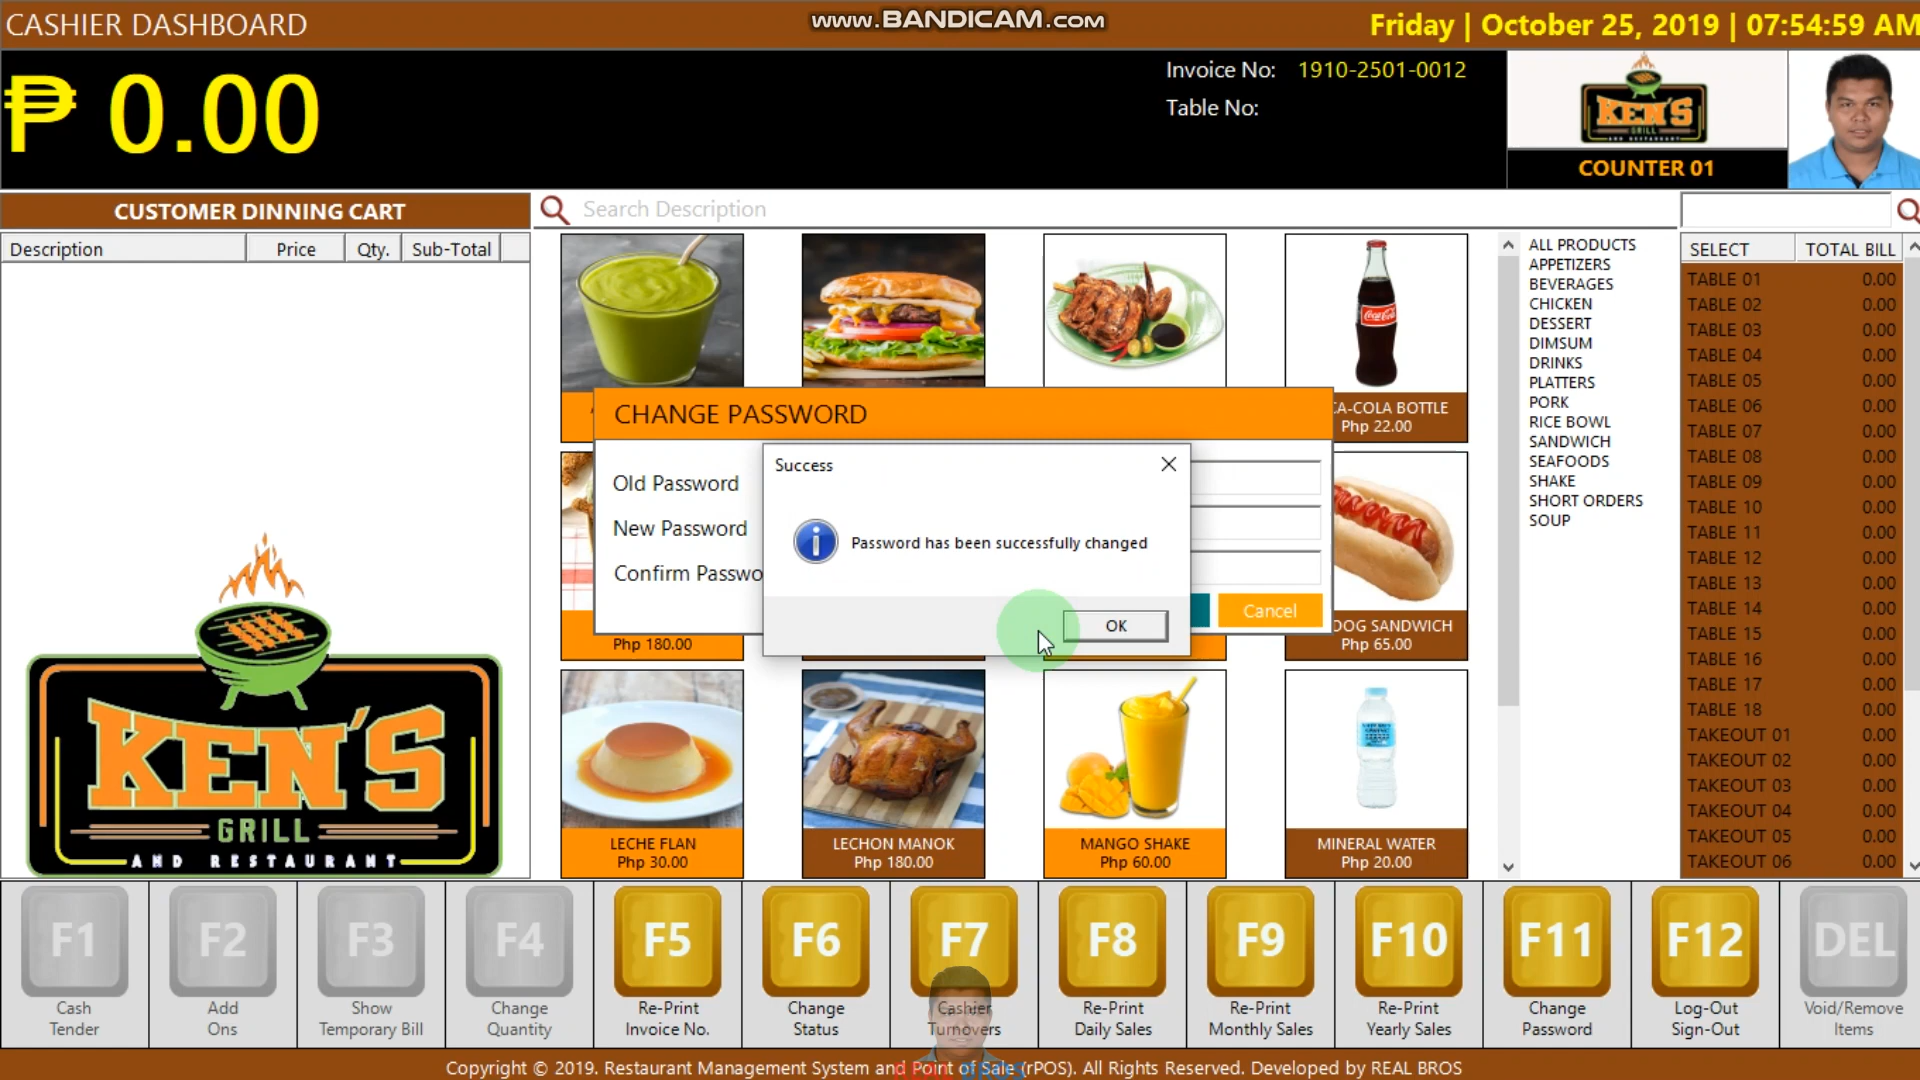 CASHIER DASHBOARD
www.BANDICAM.com
Friday | October 25, 2019 | 07:54:59 AM
₱ 0.00
Invoice No: 1910-2501-0012
Table No:
KEN'S
GRILL
AND RESTAURANT
COUNTER 01
CUSTOMER DINNING CART
Search Description
Description Price Qty. Sub-Total
ALL PRODUCTS
APPETIZERS
BEVERAGES
CHICKEN
DESSERT
DIMSUM
DRINKS
PLATTERS
PORK
RICE BOWL
SANDWICH
SEAFOODS
SHAKE
SHORT ORDERS
SOUP
SELECT TOTAL BILL
TABLE 01 0.00
TABLE 02 0.00
TABLE 03 0.00
TABLE 04 0.00
TABLE 05 0.00
TABLE 06 0.00
TABLE 07 0.00
TABLE 08 0.00
TABLE 09 0.00
TABLE 10 0.00
TABLE 11 0.00
TABLE 12 0.00
TABLE 13 0.00
TABLE 14 0.00
TABLE 15 0.00
TABLE 16 0.00
TABLE 17 0.00
TABLE 18 0.00
TAKEOUT 01 0.00
TAKEOUT 02 0.00
TAKEOUT 03 0.00
TAKEOUT 04 0.00
TAKEOUT 05 0.00
TAKEOUT 06 0.00
Coca-Cola
CA-COLA BOTTLE
Php 22.00
CHANGE PASSWORD
Old Password
New Password
Confirm Passwo
Cancel
Success
Password has been successfully changed
OK
Php 180.00
DOG SANDWICH
Php 65.00
LECHE FLAN
Php 30.00
LECHON MANOK
Php 180.00
MANGO SHAKE
Php 60.00
MINERAL WATER
Php 20.00
KEN'S
GRILL
AND RESTAURANT
F1 F2 F3 F4 F5 F6 F7 F8 F9 F10 F11 F12 DEL
Cash Tender
Add Ons
Show Temporary Bill
Change Quantity
Re-Print Invoice No.
Change Status
Cashier Turnovers
Re-Print Daily Sales
Re-Print Monthly Sales
Re-Print Yearly Sales
Change Password
Log-Out Sign-Out
Void/Remove Items
Copyright © 2019. Restaurant Management System and Point of Sale (rPOS). All Rights Reserved. Developed by REAL BROS